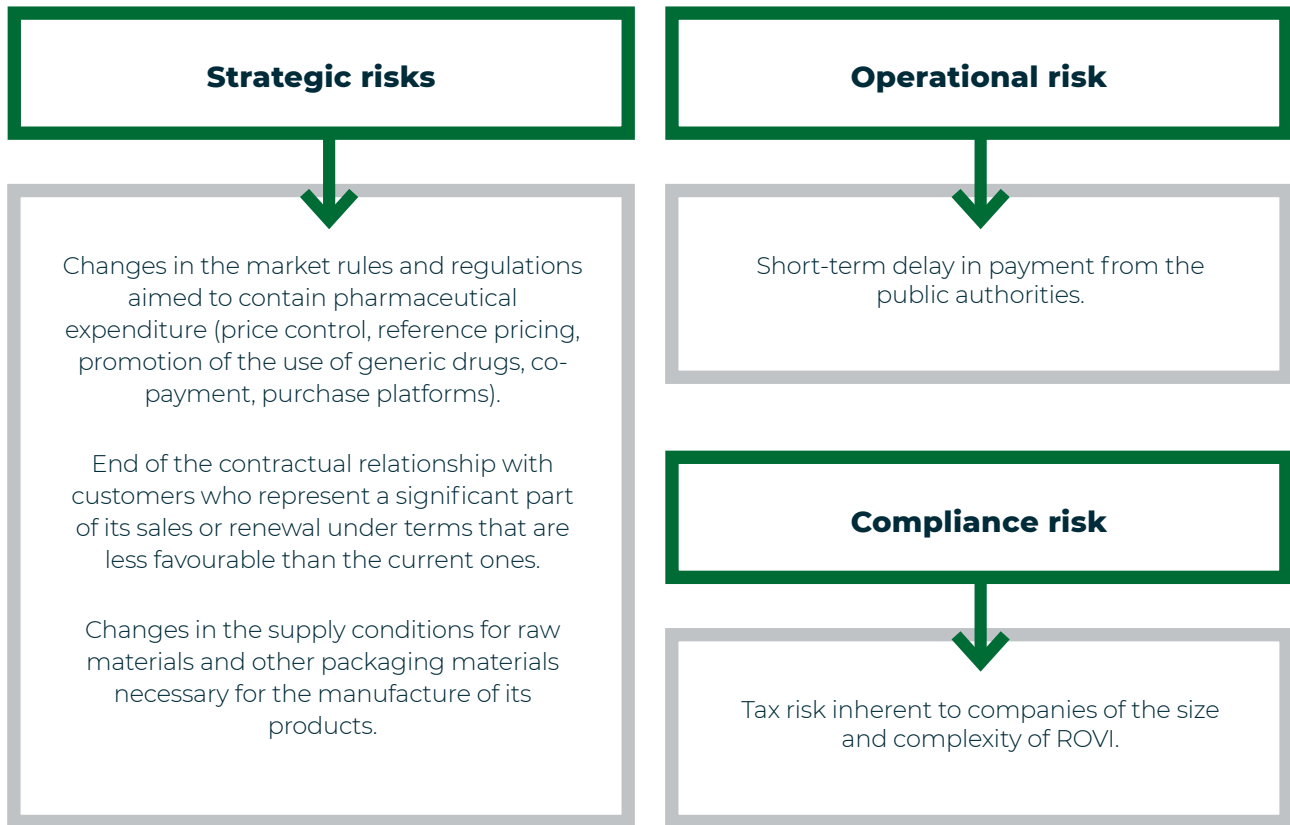 Strategic risks
Changes in the market rules and regulations
aimed to contain pharmaceutical
expenditure (price control, reference pricing,
promotion of the use of generic drugs, co-
payment, purchase platforms).
End of the contractual relationship with
customers who represent a significant part
of its sales or renewal under terms that are
less favourable than the current ones.
Changes in the supply conditions for raw
materials and other packaging materials
necessary for the manufacture of its
products.
Operational risk
Short-term delay in payment from the
public authorities.
Compliance risk
Tax risk inherent to companies of the size
and complexity of ROVI.